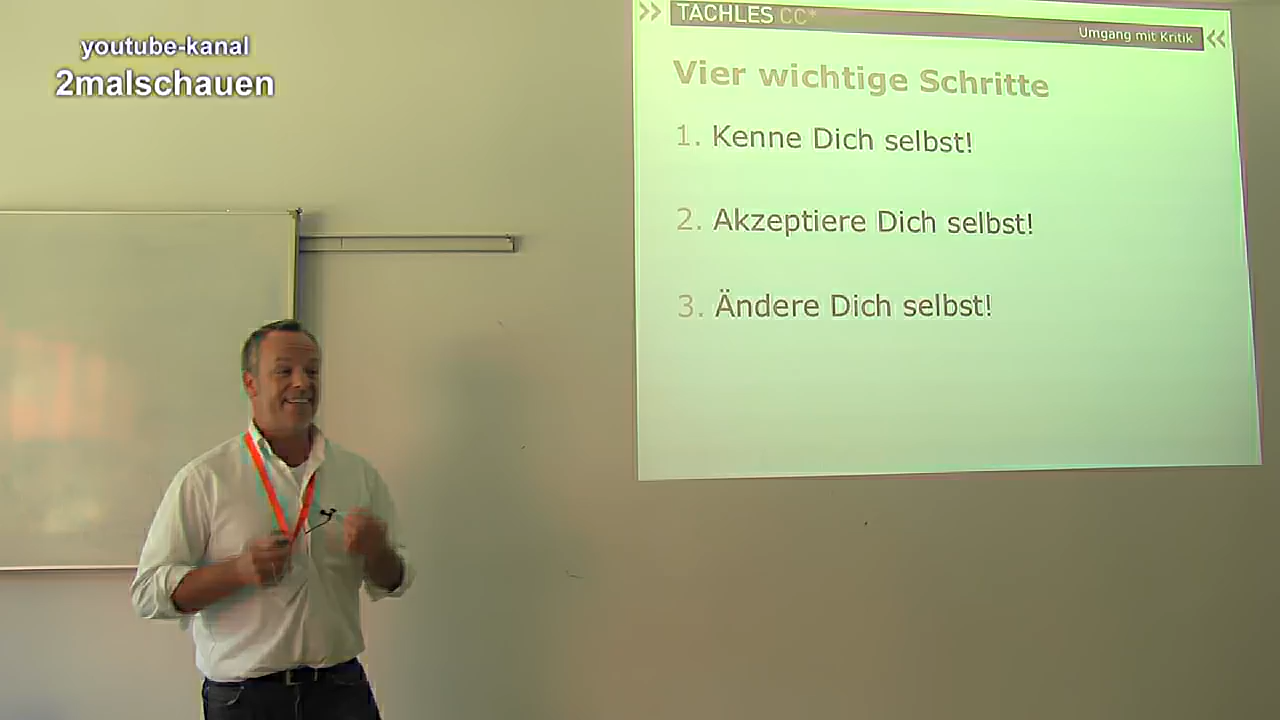 youtube-kanal
2malschauen
>> TACHLES CC*
Umgang mit Kritik <<
Vier wichtige Schritte
1. Kenne Dich selbst!
2. Akzeptiere Dich selbst!
3. Ändere Dich selbst!